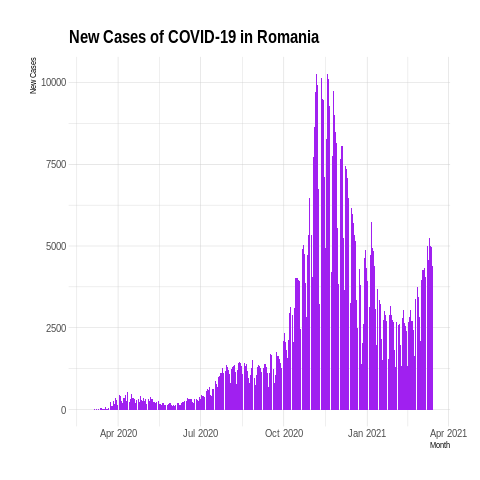 New Cases of COVID-19 in Romania
New Cases
10000
7500
5000
2500
0
Apr 2020 Jul 2020 Oct 2020 Jan 2021 Apr 2021
Month